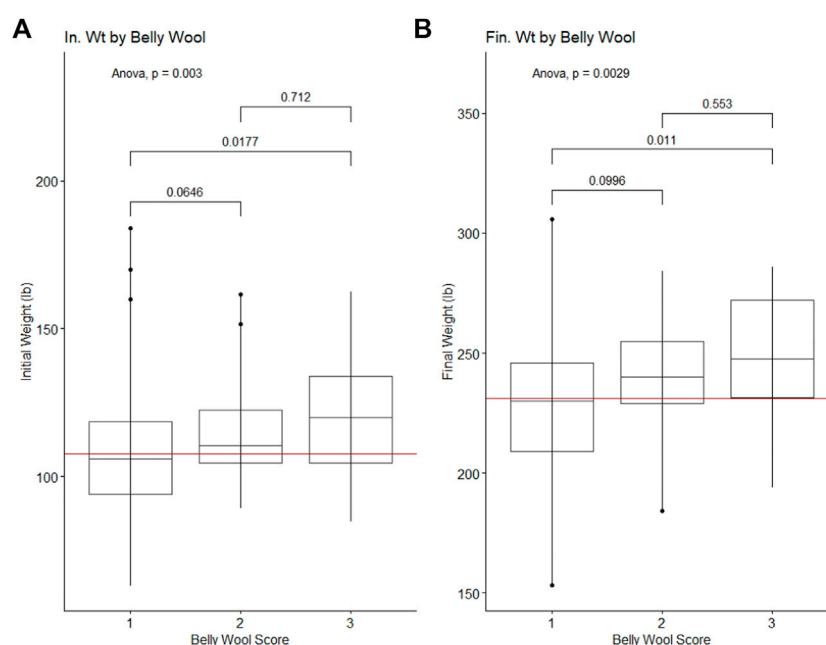 A
In. Wt by Belly Wool
Anova, p = 0.003
0.712
0.0177
0.0646
200
150
100
Initial Weight (lb)
1 2 3
Belly Wool Score
B
Fin. Wt by Belly Wool
Anova, p = 0.0029
0.553
0.011
0.0996
350
300
250
200
150
Final Weight (lb)
1 2 3
Belly Wool Score